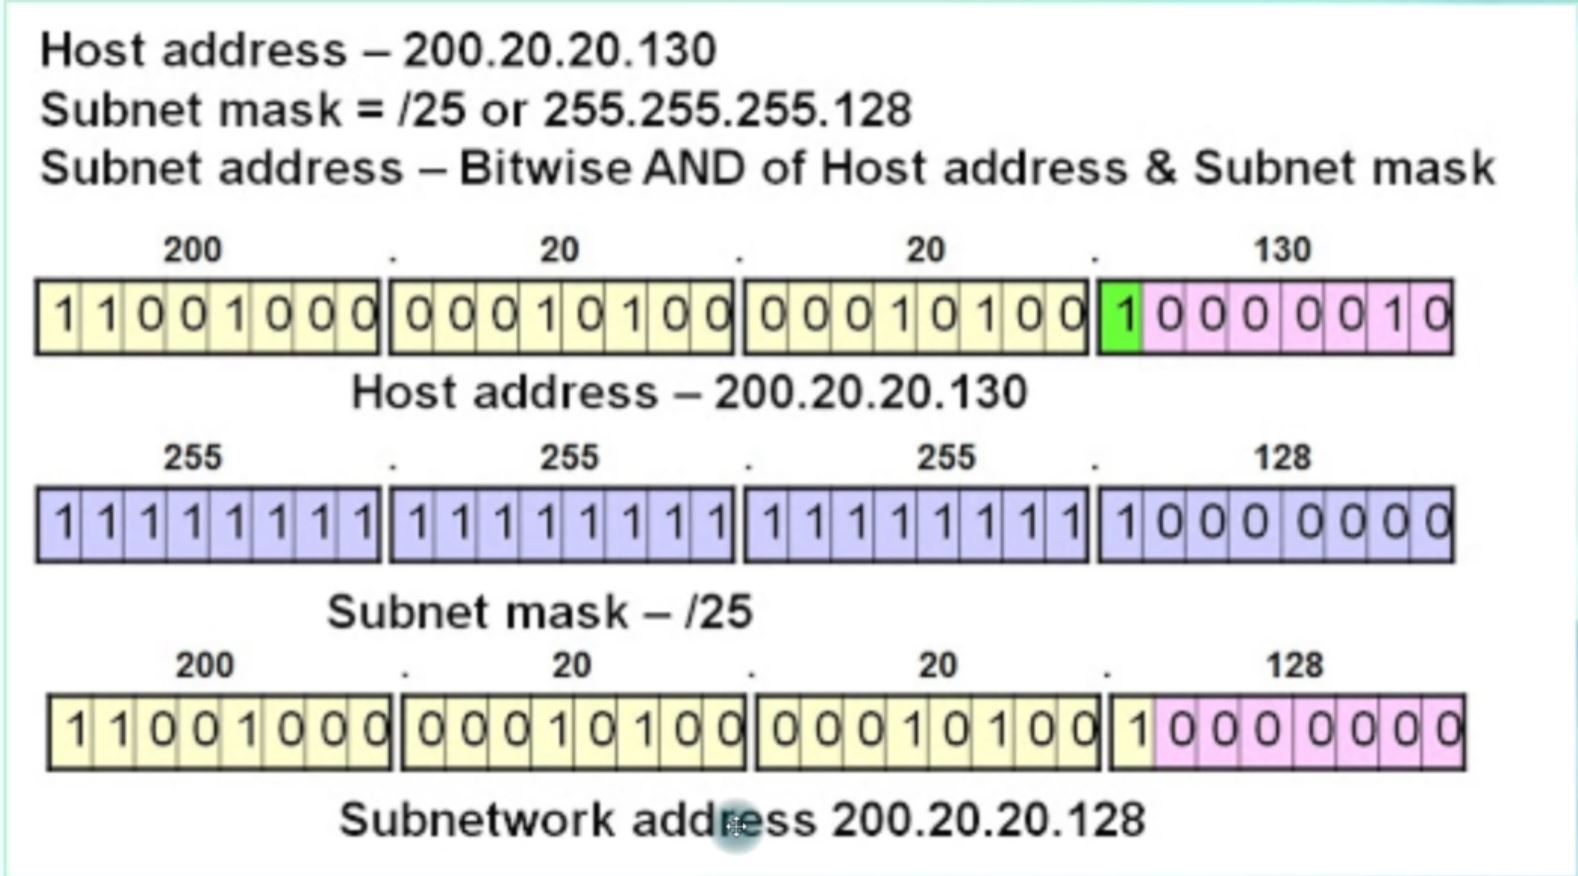 Host address – 200.20.20.130
Subnet mask = /25 or 255.255.255.128
Subnet address – Bitwise AND of Host address & Subnet mask
200 . 20 . 20 . 130
1 1 0 0 1 0 0 0 0 0 0 1 0 1 0 0 0 0 0 1 0 1 0 0 1 0 0 0 0 0 1 0
Host address – 200.20.20.130
255 . 255 . 255 . 128
1 1 1 1 1 1 1 1 1 1 1 1 1 1 1 1 1 1 1 1 1 1 1 1 1 0 0 0 0 0 0 0
Subnet mask – /25
200 . 20 . 20 . 128
1 1 0 0 1 0 0 0 0 0 0 1 0 1 0 0 0 0 0 1 0 1 0 0 1 0 0 0 0 0 0 0
Subnetwork address 200.20.20.128